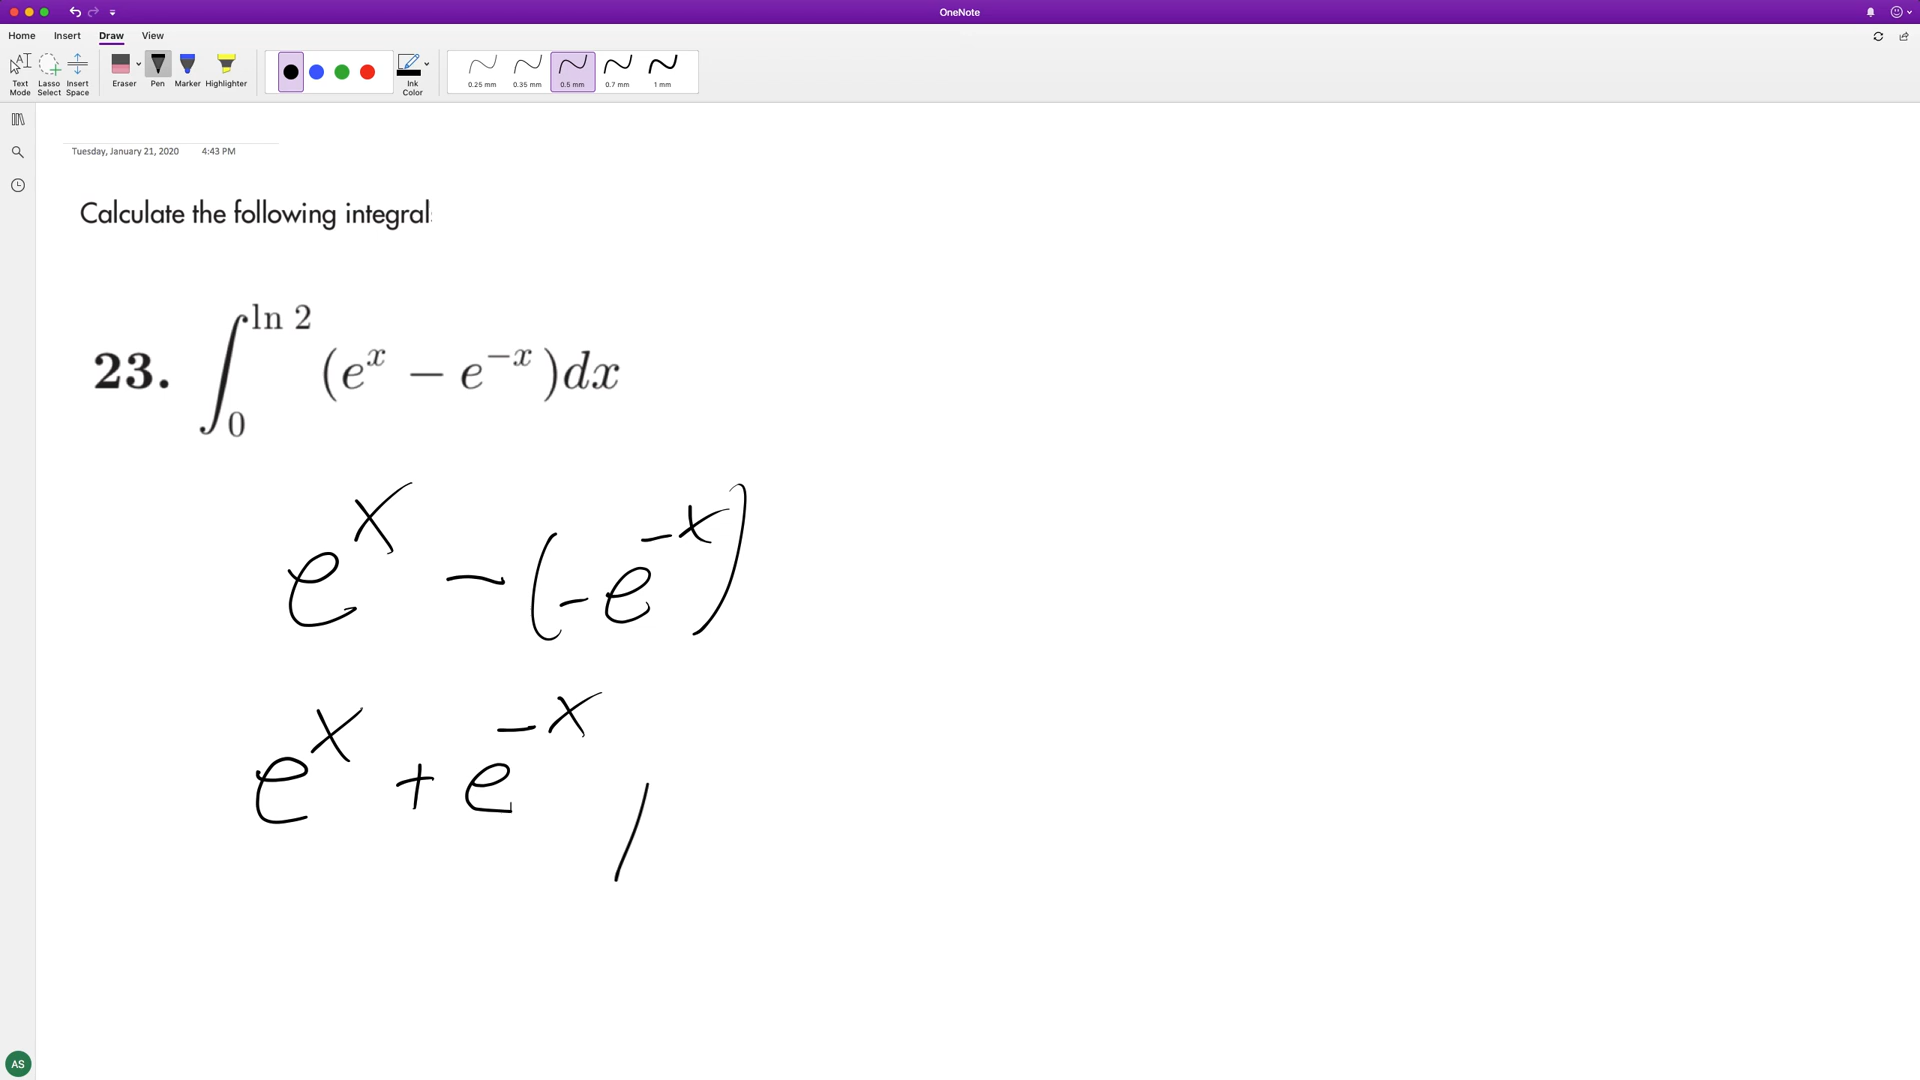 OneNote
Home Insert Draw View
Text Mode Lasso Select Insert Space Eraser Pen Marker Highlighter Ink Color 0.25 mm 0.35 mm 0.5 mm 0.7 mm 1 mm
Tuesday, January 21, 2020 4:43 PM
Calculate the following integral
23. ∫₀^{ln 2} (e^x − e^{−x})dx
e^x − (−e^{−x})
e^x + e^{−x} /
AS